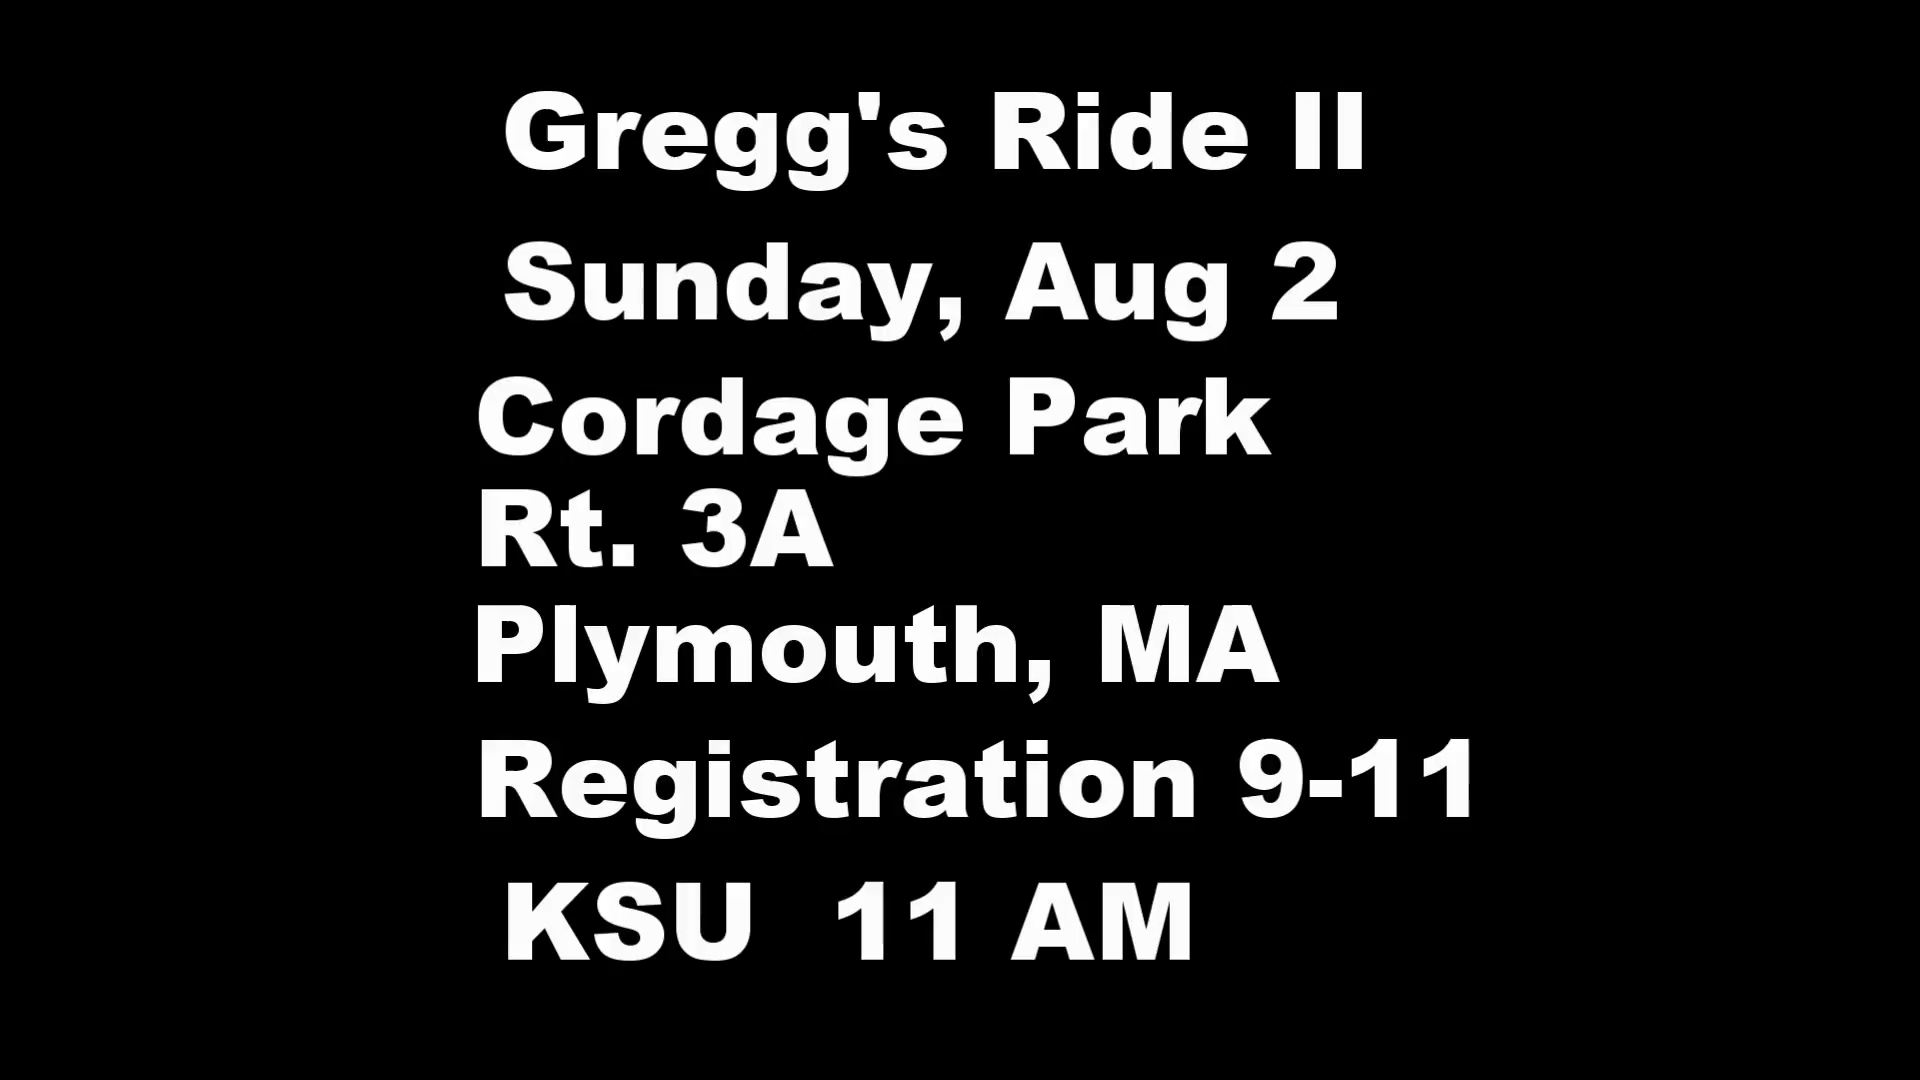 Gregg's Ride II
Sunday, Aug 2
Cordage Park
Rt. 3A
Plymouth, MA
Registration 9-11
KSU  11 AM